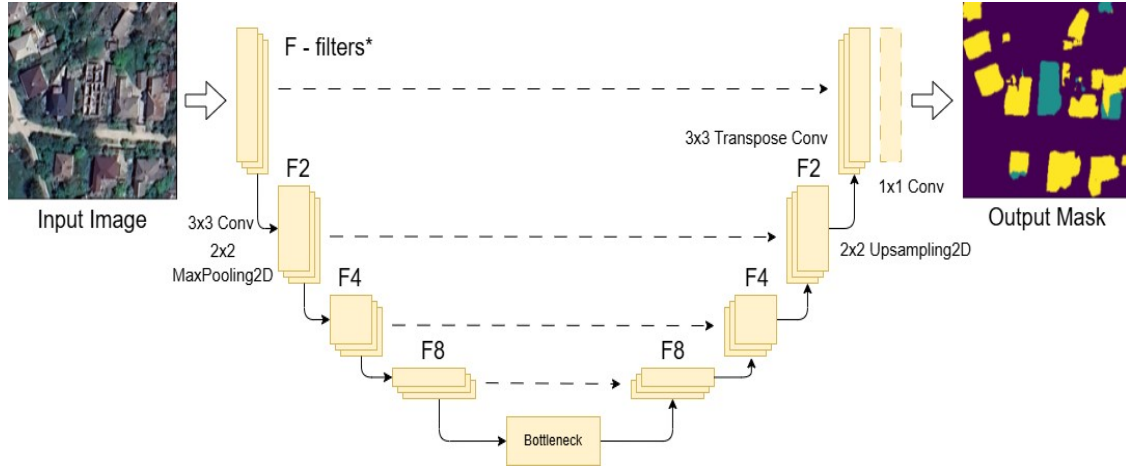 F - filters*
3x3 Transpose Conv
F2
F2
1x1 Conv
Input Image
Output Mask
3x3 Conv
2x2
MaxPooling2D
2x2 Upsampling2D
F4
F4
F8
F8
Bottleneck